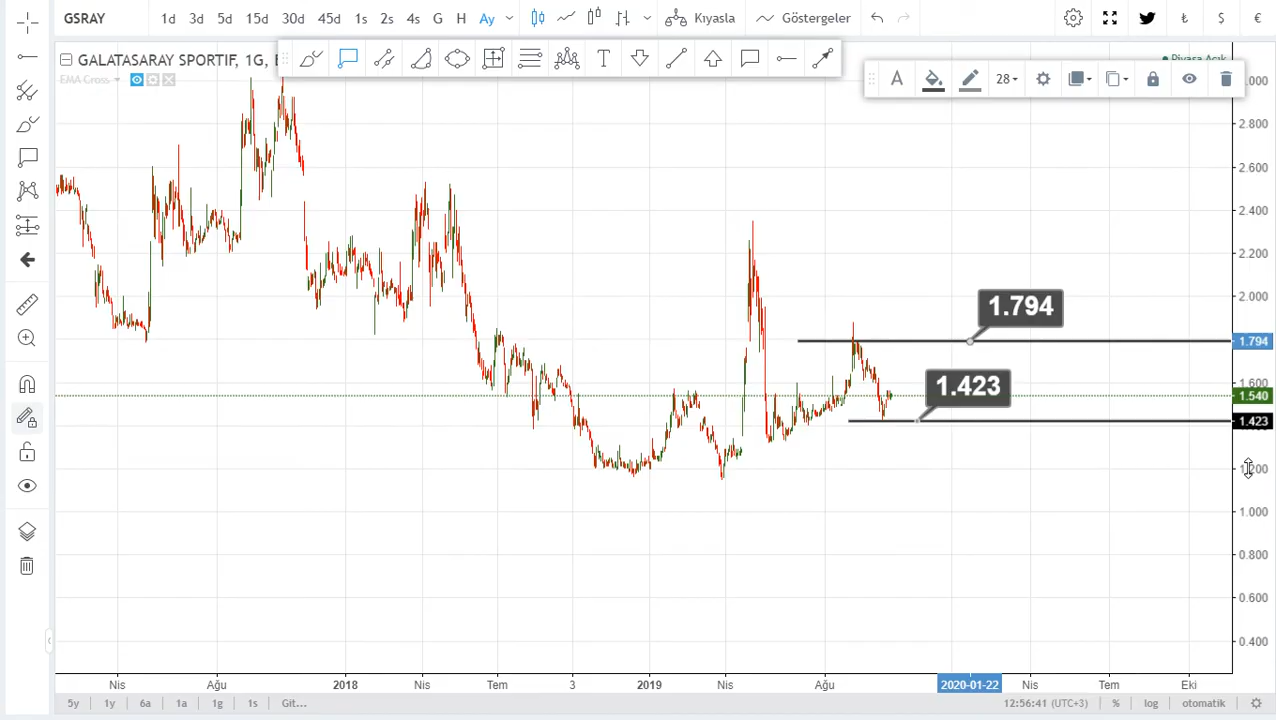 GSRAY 1d 3d 5d 15d 30d 45d 1s 2s 4s G H Ay Kıyasla Göstergeler ₺ $ €
GALATASARAY SPORTIF, 1G,
Piyasa Açık
EMA Cross
A 28
T
2.800
2.600
2.400
2.200
2.000
1.794
1.794
1.600
1.423
1.540
1.423
1.000
0.800
0.600
0.400
Nis Ağu 2018 Nis Tem 3 2019 Nis Ağu 2020-01-22 Nis Tem Eki
5y 1y 6a 1a 1g 1s Git... 12:56:41 (UTC+3) % log otomatik